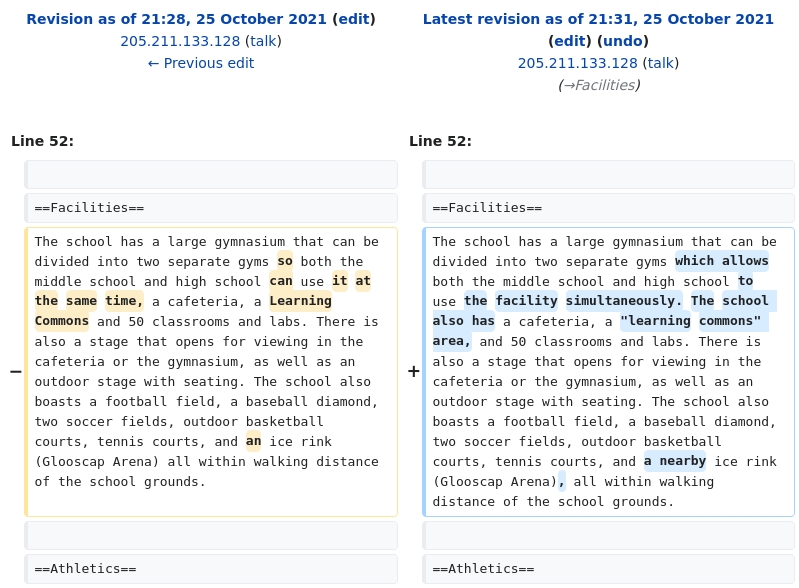 Revision as of 21:28, 25 October 2021 (edit)
205.211.133.128 (talk)
← Previous edit
Latest revision as of 21:31, 25 October 2021
(edit) (undo)
205.211.133.128 (talk)
(→Facilities)
Line 52:
==Facilities==
−
The school has a large gymnasium that can be
divided into two separate gyms so both the
middle school and high school can use it at
the same time, a cafeteria, a Learning
Commons and 50 classrooms and labs. There is
also a stage that opens for viewing in the
cafeteria or the gymnasium, as well as an
outdoor stage with seating. The school also
boasts a football field, a baseball diamond,
two soccer fields, outdoor basketball
courts, tennis courts, and an ice rink
(Glooscap Arena) all within walking distance
of the school grounds.
==Athletics==
Line 52:
==Facilities==
+
The school has a large gymnasium that can be
divided into two separate gyms which allows
both the middle school and high school to
use the facility simultaneously. The school
also has a cafeteria, a "learning commons"
area, and 50 classrooms and labs. There is
also a stage that opens for viewing in the
cafeteria or the gymnasium, as well as an
outdoor stage with seating. The school also
boasts a football field, a baseball diamond,
two soccer fields, outdoor basketball
courts, tennis courts, and a nearby ice rink
(Glooscap Arena), all within walking
distance of the school grounds.
==Athletics==